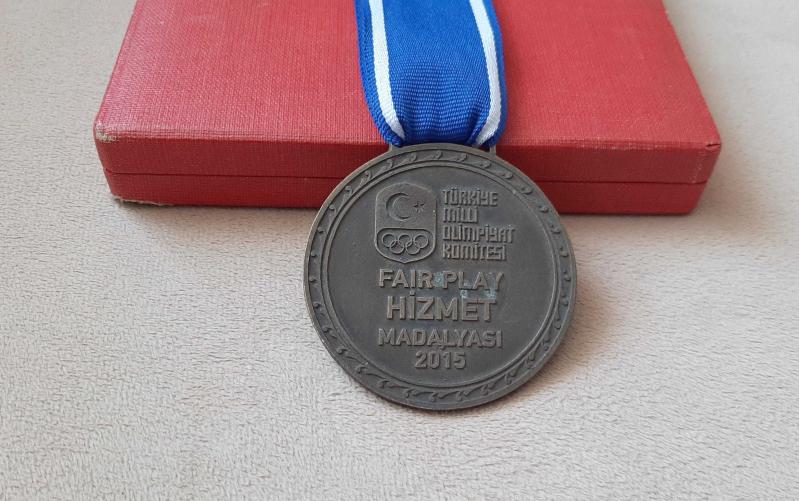 TÜRKİYE
MİLLİ
OLİMPİYAT
KOMİTESİ
FAIR PLAY
HİZMET
MADALYASI
2015